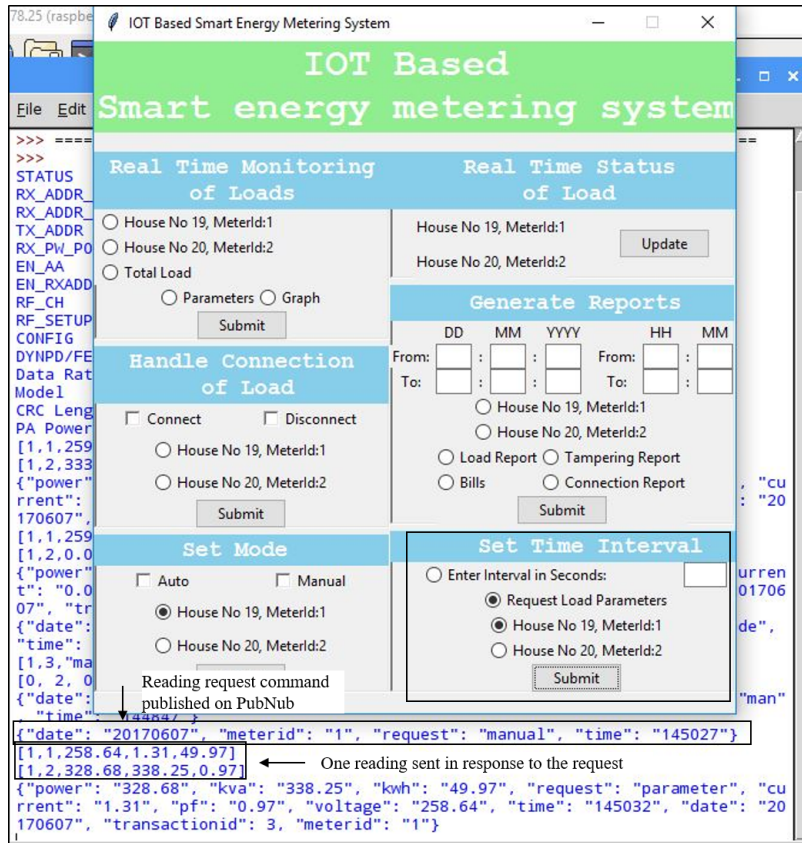 78.25 (raspbe
IOT Based Smart Energy Metering System
IOT Based
Smart energy metering system
File Edit
>>> ====
==
>>>
STATUS
RX_ADDR_
RX_ADDR_
TX_ADDR
RX_PW_P0
EN_AA
EN_RXADD
RF_CH
RF_SETUP
CONFIG
DYNPD/FE
Data Rat
Model
CRC Leng
PA Power
[1,1,259
[1,2,333
{"power"
, "cu
rrent":
: "20
170607",
[1,1,259
[1,2,0.0
{"power"
urren
t": "0.0
01706
07", "tr
{"date":
de",
"time":
[1,3,"ma
[0, 2, 0
{"date":
"man"
, "time": "144847"}
Real Time Monitoring
of Loads
House No 19, MeterId:1
House No 20, MeterId:2
Total Load
Parameters Graph
Submit
Handle Connection
of Load
Connect Disconnect
House No 19, MeterId:1
House No 20, MeterId:2
Submit
Set Mode
Auto Manual
House No 19, MeterId:1
House No 20, MeterId:2
Real Time Status
of Load
House No 19, MeterId:1
House No 20, MeterId:2
Update
Generate Reports
DD MM YYYY HH MM
From: : : From: :
To: : : To: :
House No 19, MeterId:1
House No 20, MeterId:2
Load Report Tampering Report
Bills Connection Report
Submit
Set Time Interval
Enter Interval in Seconds:
Request Load Parameters
House No 19, MeterId:1
House No 20, MeterId:2
Submit
Reading request command
published on PubNub
{"date": "20170607", "meterid": "1", "request": "manual", "time": "145027"}
[1,1,258.64,1.31,49.97]
[1,2,328.68,338.25,0.97]
One reading sent in response to the request
{"power": "328.68", "kva": "338.25", "kwh": "49.97", "request": "parameter", "cu
rrent": "1.31", "pf": "0.97", "voltage": "258.64", "time": "145032", "date": "20
170607", "transactionid": 3, "meterid": "1"}